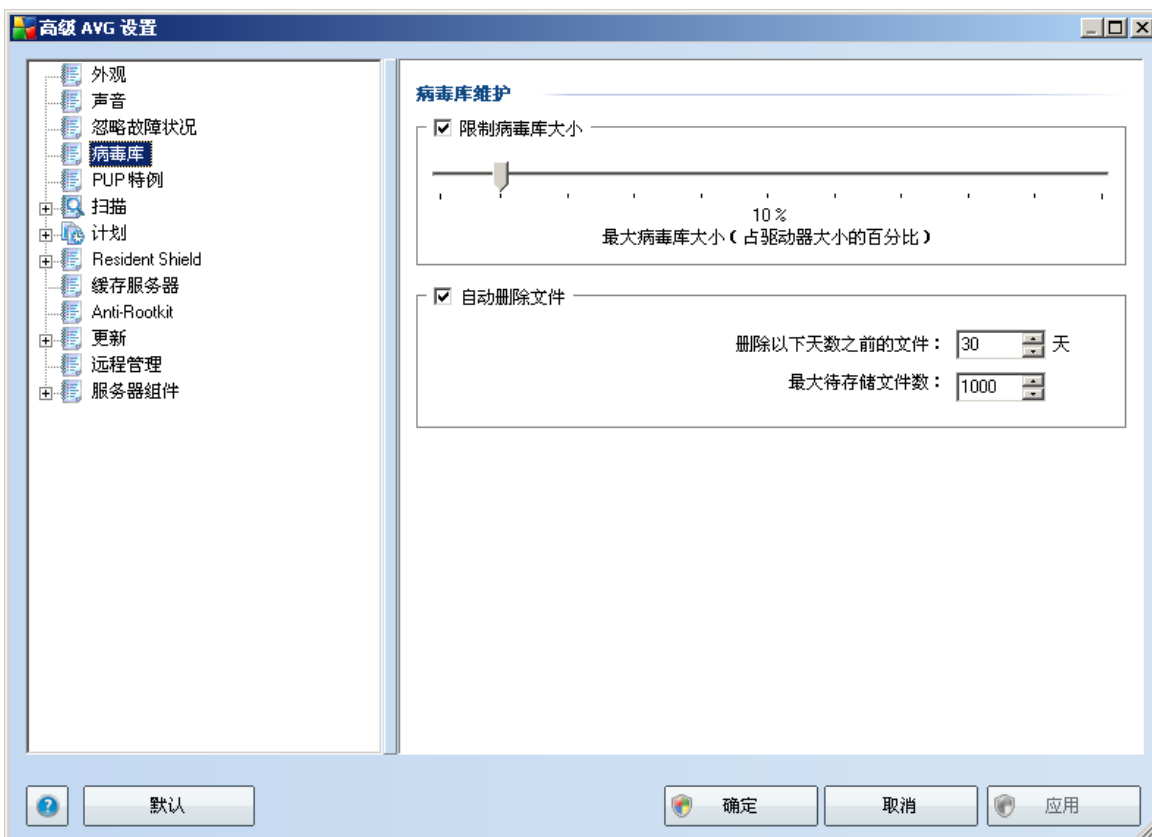 高级 AVG 设置
外观
声音
忽略故障状况
病毒库
PUP 特例
扫描
计划
Resident Shield
缓存服务器
Anti-Rootkit
更新
远程管理
服务器组件
病毒库维护
限制病毒库大小
10 %
最大病毒库大小（占驱动器大小的百分比）
自动删除文件
删除以下天数之前的文件： 30 天
最大待存储文件数： 1000
默认
确定
取消
应用